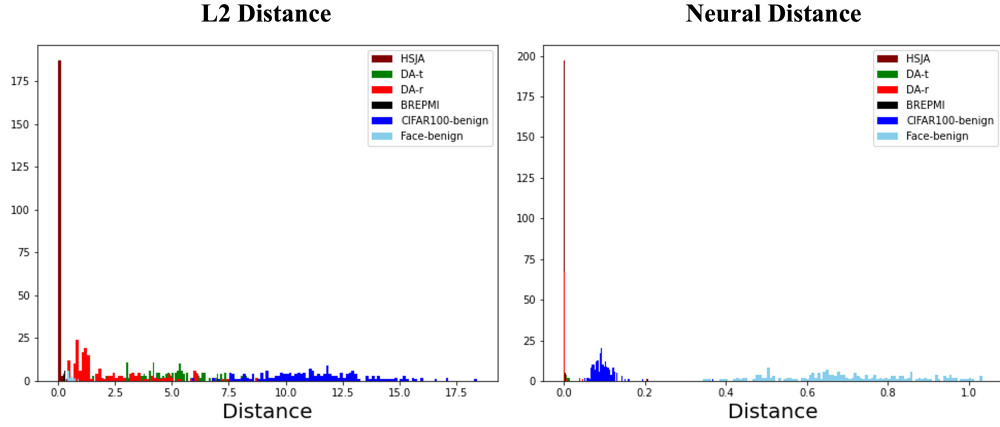 L2 Distance
HSJA
DA-t
DA-r
BREPMI
CIFAR100-benign
Face-benign
175
150
125
100
75
50
25
0
0.0 2.5 5.0 7.5 10.0 12.5 15.0 17.5
Distance
Neural Distance
HSJA
DA-t
DA-r
BREPMI
CIFAR100-benign
Face-benign
200
175
150
125
100
75
50
25
0
0.0 0.2 0.4 0.6 0.8 1.0
Distance